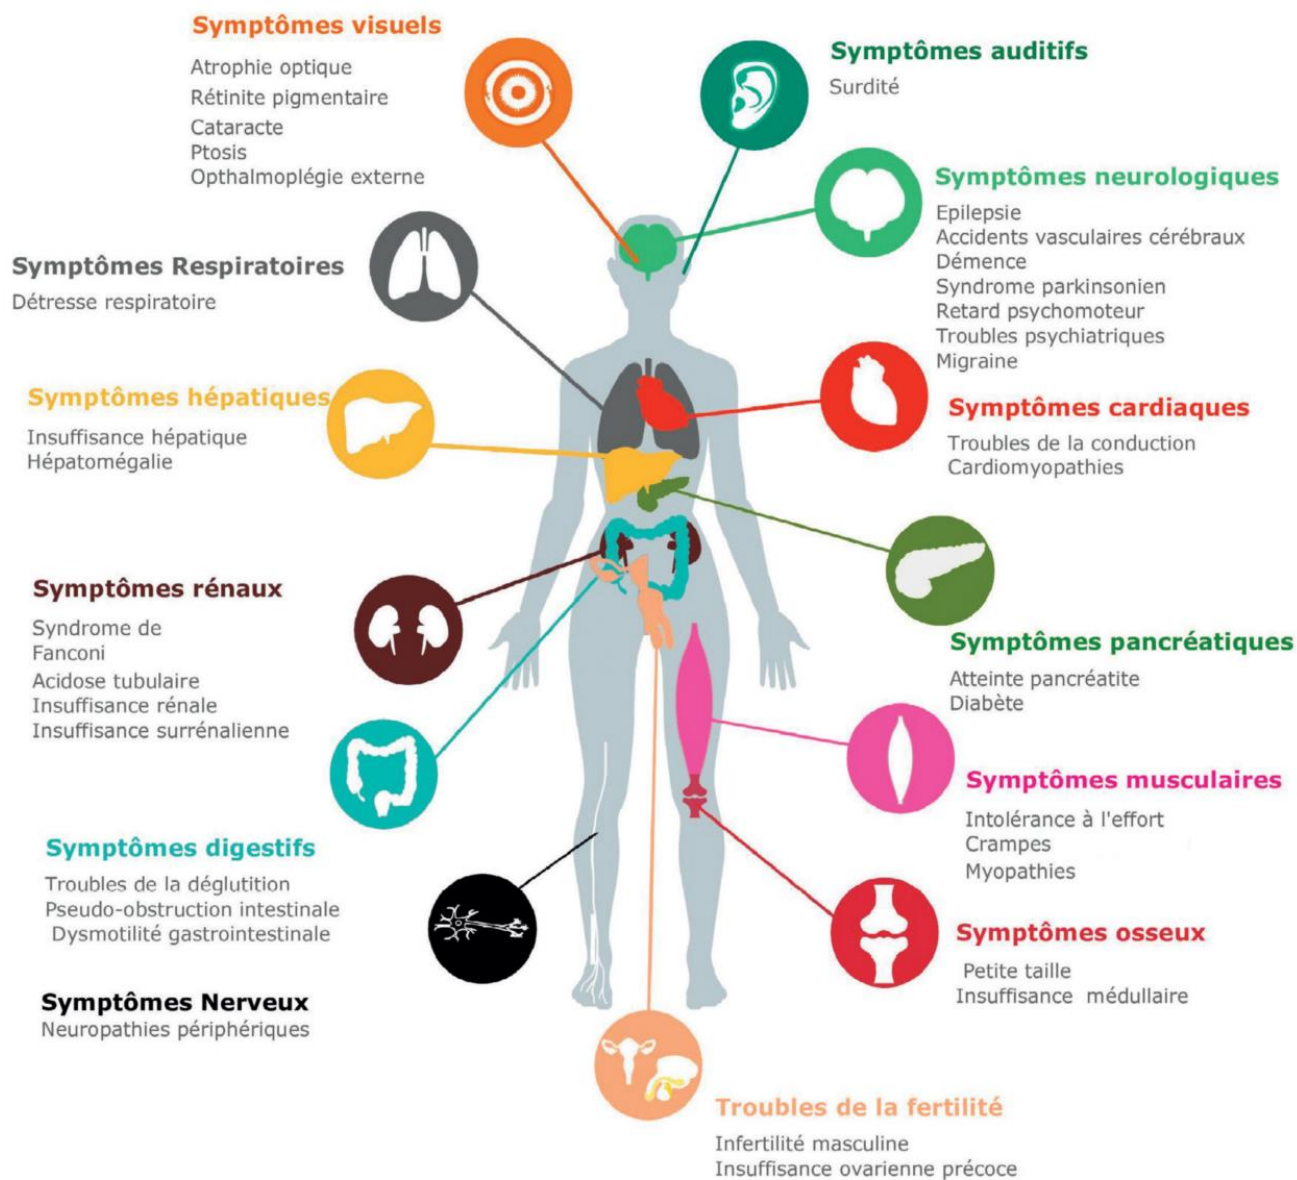 Symptômes visuels
Atrophie optique
Rétinite pigmentaire
Cataracte
Ptosis
Opthalmoplégie externe
Symptômes auditifs
Surdité
Symptômes neurologiques
Epilepsie
Accidents vasculaires cérébraux
Démence
Syndrome parkinsonien
Retard psychomoteur
Troubles psychiatriques
Migraine
Symptômes Respiratoires
Détresse respiratoire
Symptômes hépatiques
Insuffisance hépatique
Hépatomégalie
Symptômes cardiaques
Troubles de la conduction
Cardiomyopathies
Symptômes rénaux
Syndrome de
Fanconi
Acidose tubulaire
Insuffisance rénale
Insuffisance surrénalienne
Symptômes pancréatiques
Atteinte pancréatite
Diabète
Symptômes musculaires
Intolérance à l'effort
Crampes
Myopathies
Symptômes digestifs
Troubles de la déglutition
Pseudo-obstruction intestinale
Dysmotilité gastrointestinale
Symptômes osseux
Petite taille
Insuffisance médullaire
Symptômes Nerveux
Neuropathies périphériques
Troubles de la fertilité
Infertilité masculine
Insuffisance ovarienne précoce